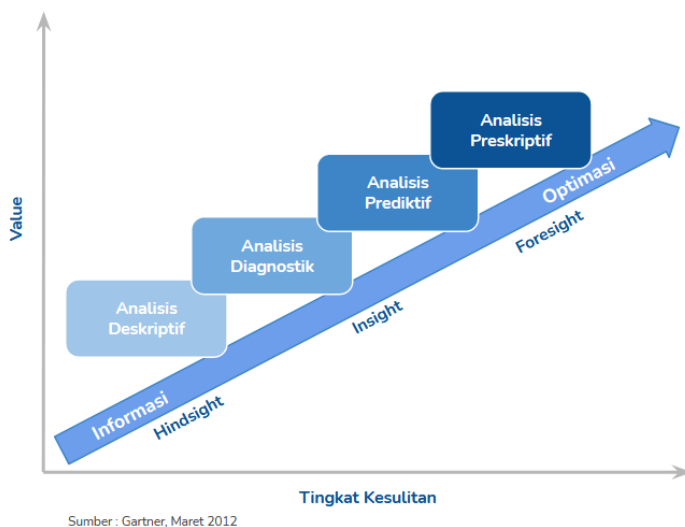 Value
Analisis
Preskriptif
Analisis
Prediktif
Analisis
Diagnostik
Analisis
Deskriptif
Informasi
Optimasi
Hindsight
Insight
Foresight
Tingkat Kesulitan
Sumber : Gartner, Maret 2012